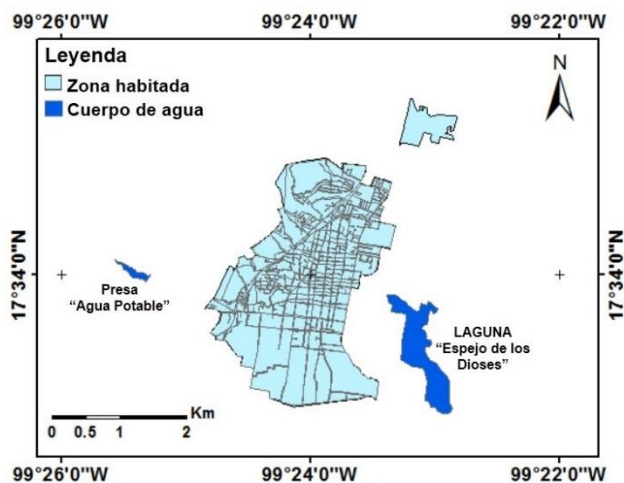 99°26'0"W 99°24'0"W 99°22'0"W
Leyenda
Zona habitada
Cuerpo de agua
N
17°34'0"N
17°34'0"N
Presa
“Agua Potable”
LAGUNA
“Espejo de los
Dioses”
Km
0 0.5 1 2
99°26'0"W 99°24'0"W 99°22'0"W